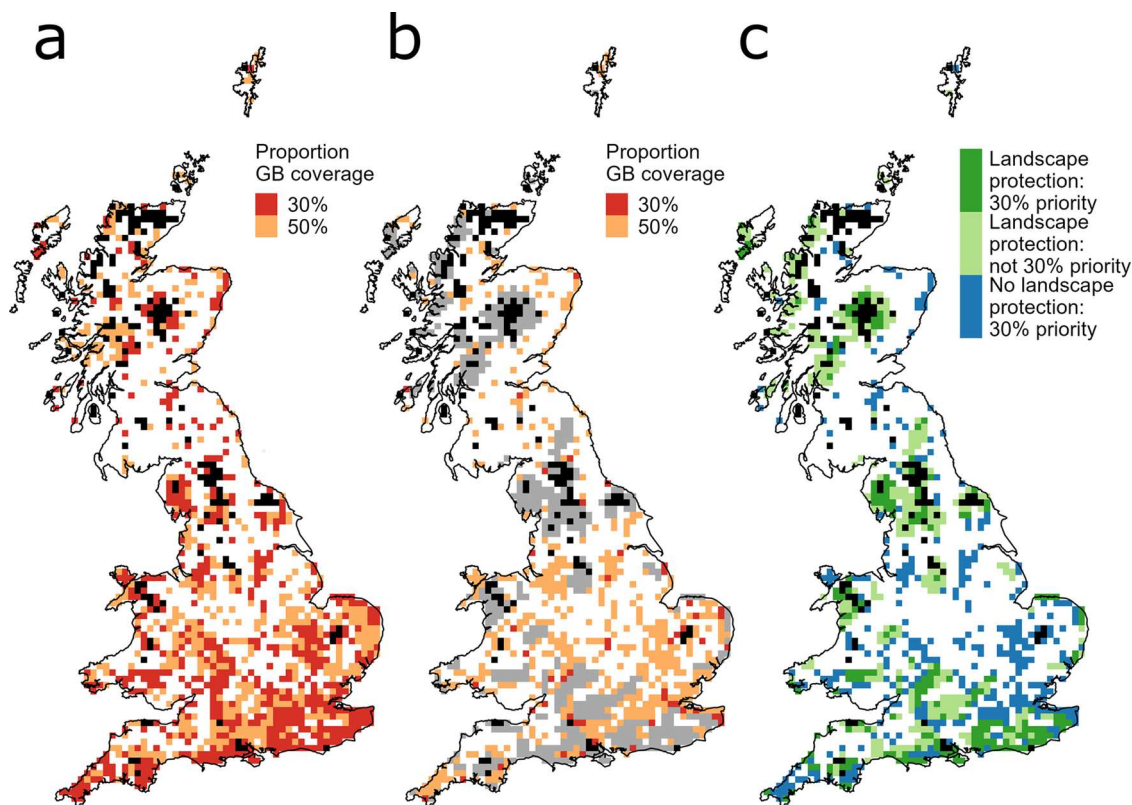 a
b
c
Proportion
GB coverage
30%
50%
Proportion
GB coverage
30%
50%
Landscape
protection:
30% priority
Landscape
protection:
not 30% priority
No landscape
protection:
30% priority